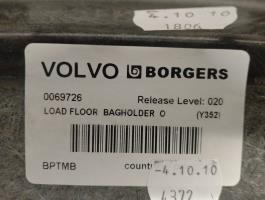 -4.10.10
1806
VOLVO BORGERS
0069726 Release Level: 020
LOAD FLOOR BAGHOLDER O (Y352)
BPTMB count
-4.10.10
4372